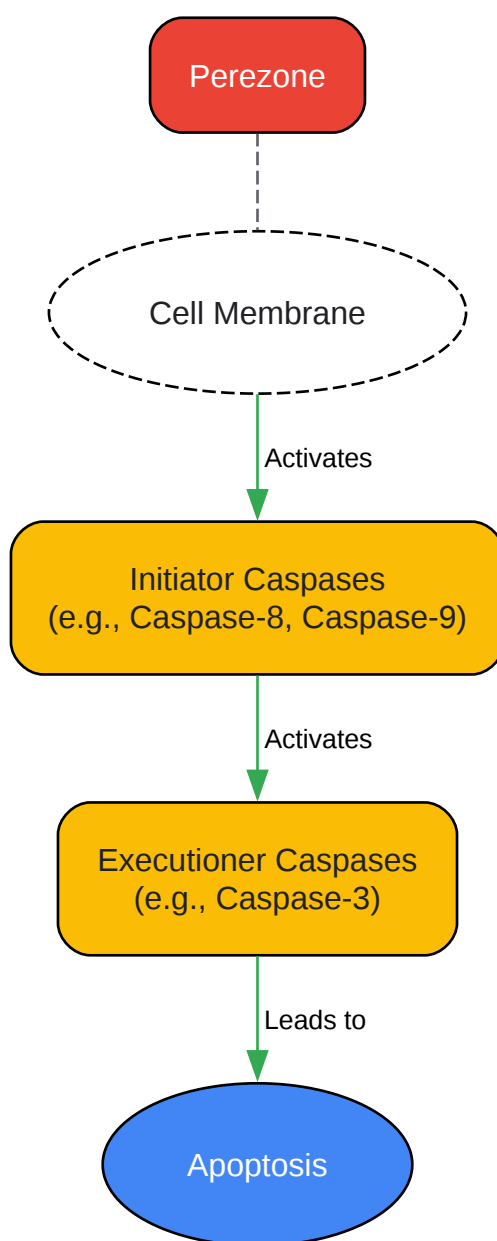 Perezone
Cell Membrane
Activates
Initiator Caspases
(e.g., Caspase-8, Caspase-9)
Activates
Executioner Caspases
(e.g., Caspase-3)
Leads to
Apoptosis